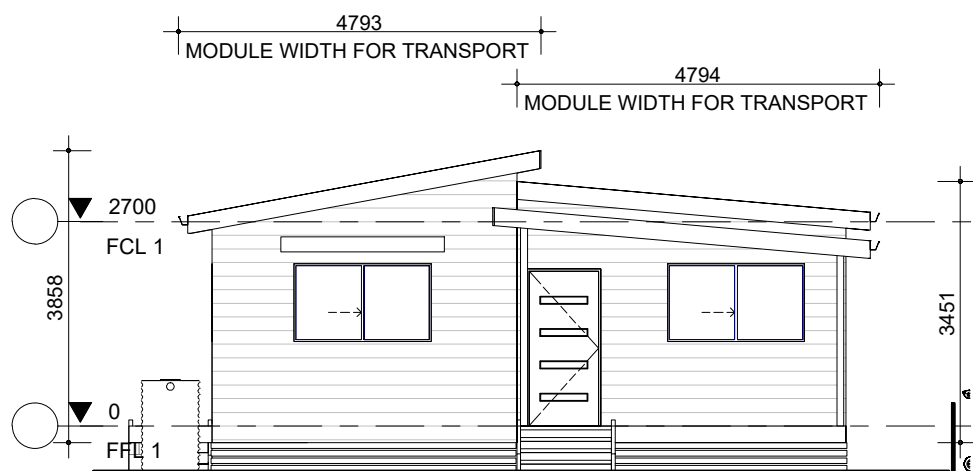 4793
MODULE WIDTH FOR TRANSPORT
4794
MODULE WIDTH FOR TRANSPORT
2700
FCL 1
3858
3451
0
FFL 1